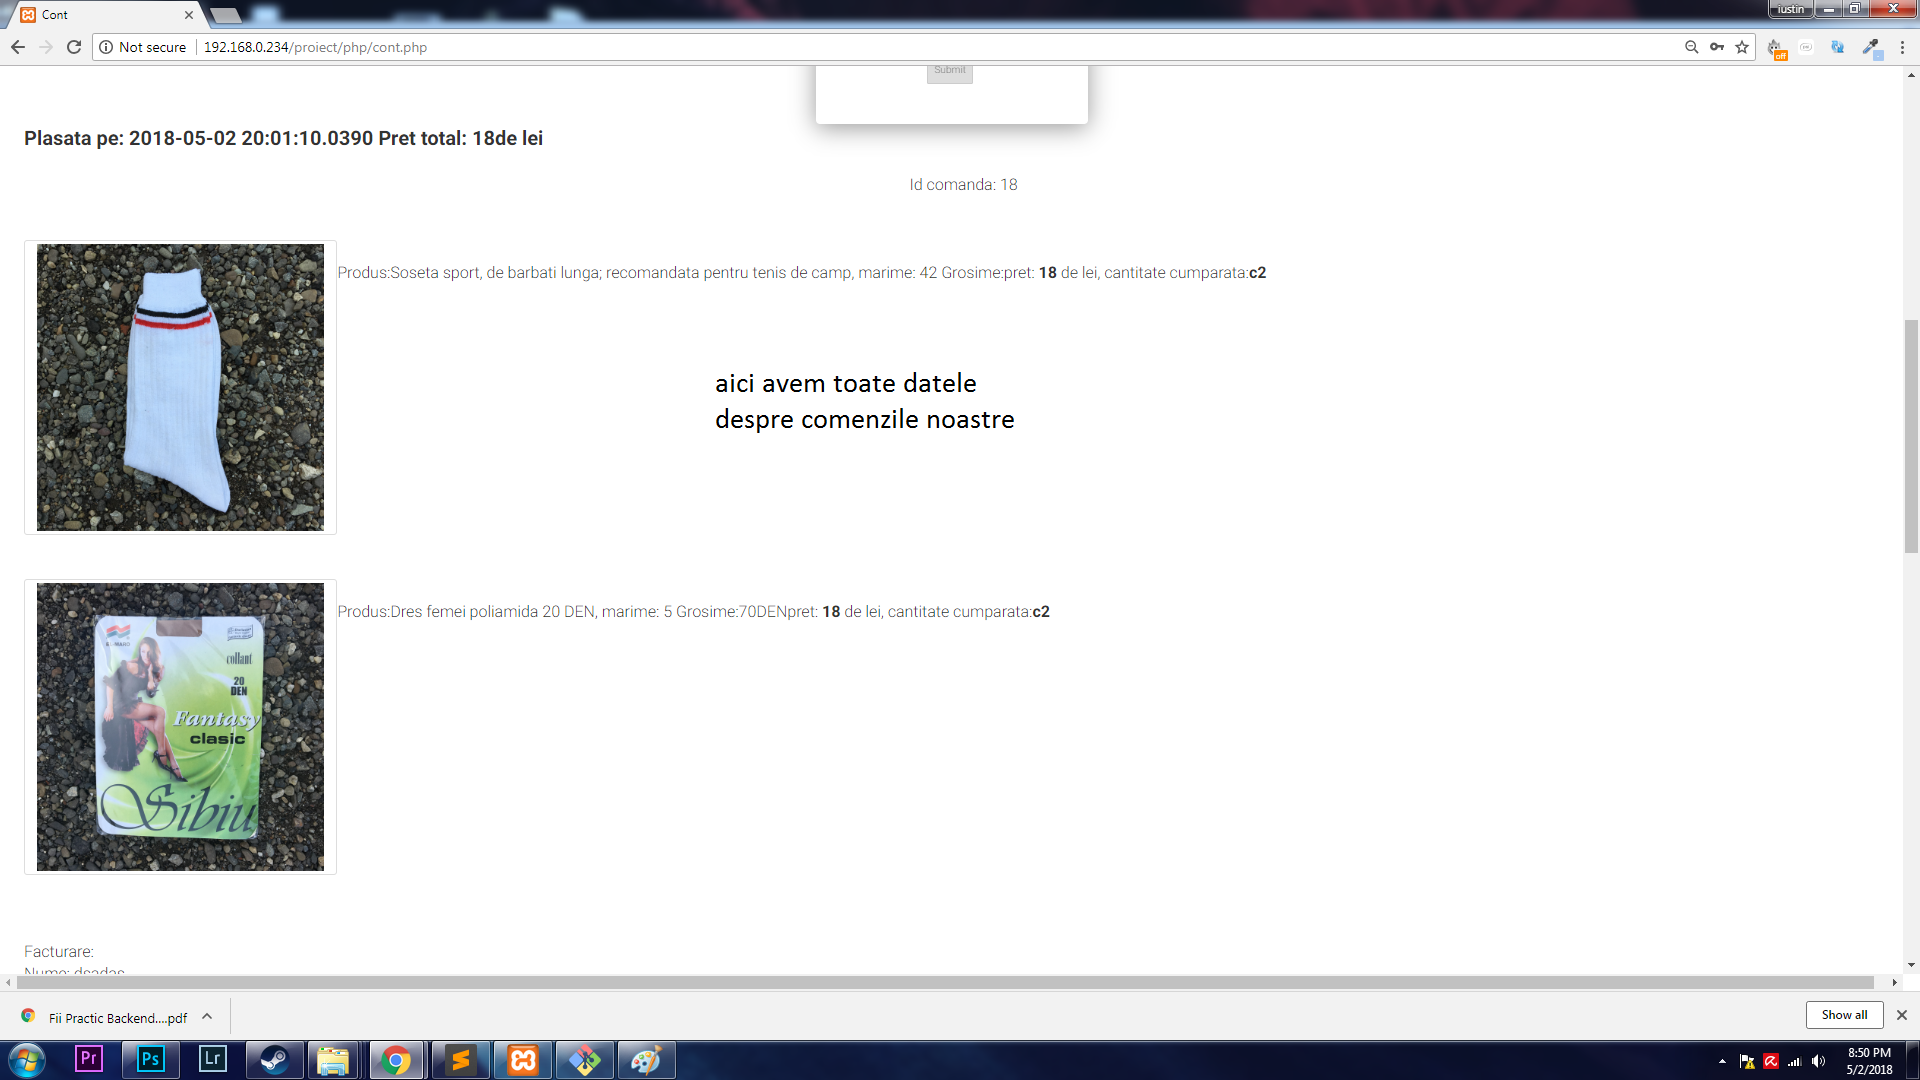 Cont
iustin
Not secure
192.168.0.234/proiect/php/cont.php
off
Submit
Plasata pe: 2018-05-02 20:01:10.0390 Pret total: 18de lei
Id comanda: 18
Produs:Soseta sport, de barbati lunga; recomandata pentru tenis de camp, marime: 42 Grosime:pret: 18 de lei, cantitate cumparata:c2
aici avem toate datele
despre comenzile noastre
Produs:Dres femei poliamida 20 DEN, marime: 5 Grosime:70DENpret: 18 de lei, cantitate cumparata:c2
collant
20
DEN
Fantasy
clasic
Sibiu
Facturare:
Nume: dsadas
Fii Practic Backend....pdf
Show all
Pr
Ps
Lr
8:50 PM
5/2/2018